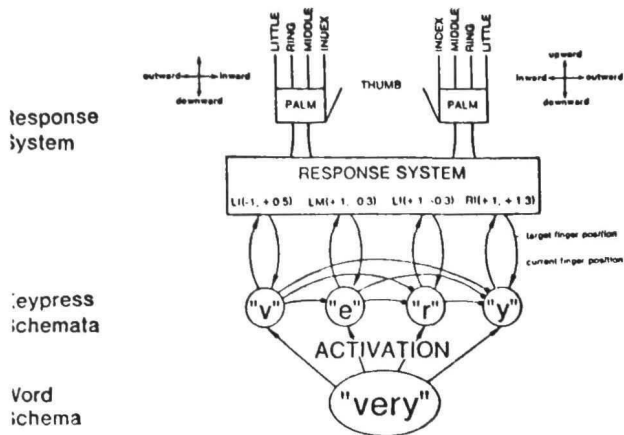 LITTLE
RING
MIDDLE
INDEX
INDEX
MIDDLE
RING
LITTLE
outward
inward
downward
THUMB
upward
inward
outward
downward
PALM
PALM
esponse
System
RESPONSE SYSTEM
LI(-1, +0.5) LM(+1, 0.3) LI(+1 -0.3) RI(+1, +1.3)
target finger position
current finger position
eypress
Schemata
"v" "e" "r" "y"
ACTIVATION
Word
Schema
"very"